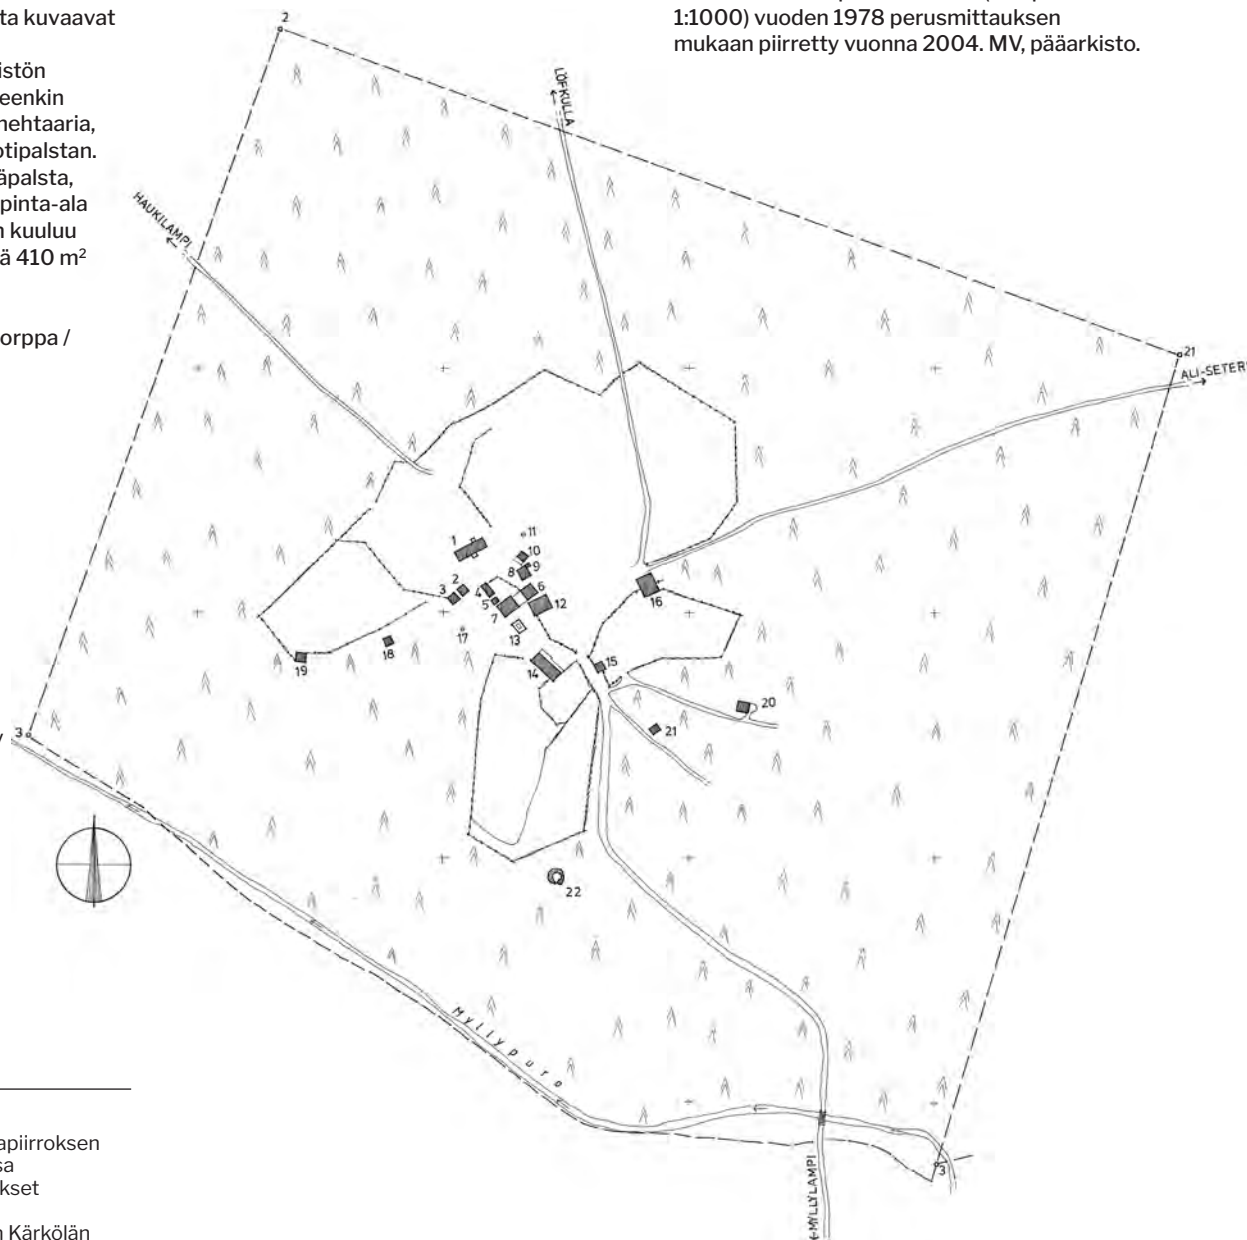 ta kuvaavat
istön
eenkin
nehtaaria,
otipalstan.
äpalsta,
pinta-ala
n kuuluu
ä 410 m²
orppa /
y
apiirroksen
sa
kset
n Kärkölän
1:1000) vuoden 1978 perusmittauksen
mukaan piirretty vuonna 2004. MV, pääarkisto.
2
LÖFKULLA
HAUKILAMPI
21
ALI-SETERI
1
11
10
9
8
2
3
4
5
6
7
12
16
17
13
18
19
14
15
20
21
3
22
Myllypuro
3
MYLLYLAMPI